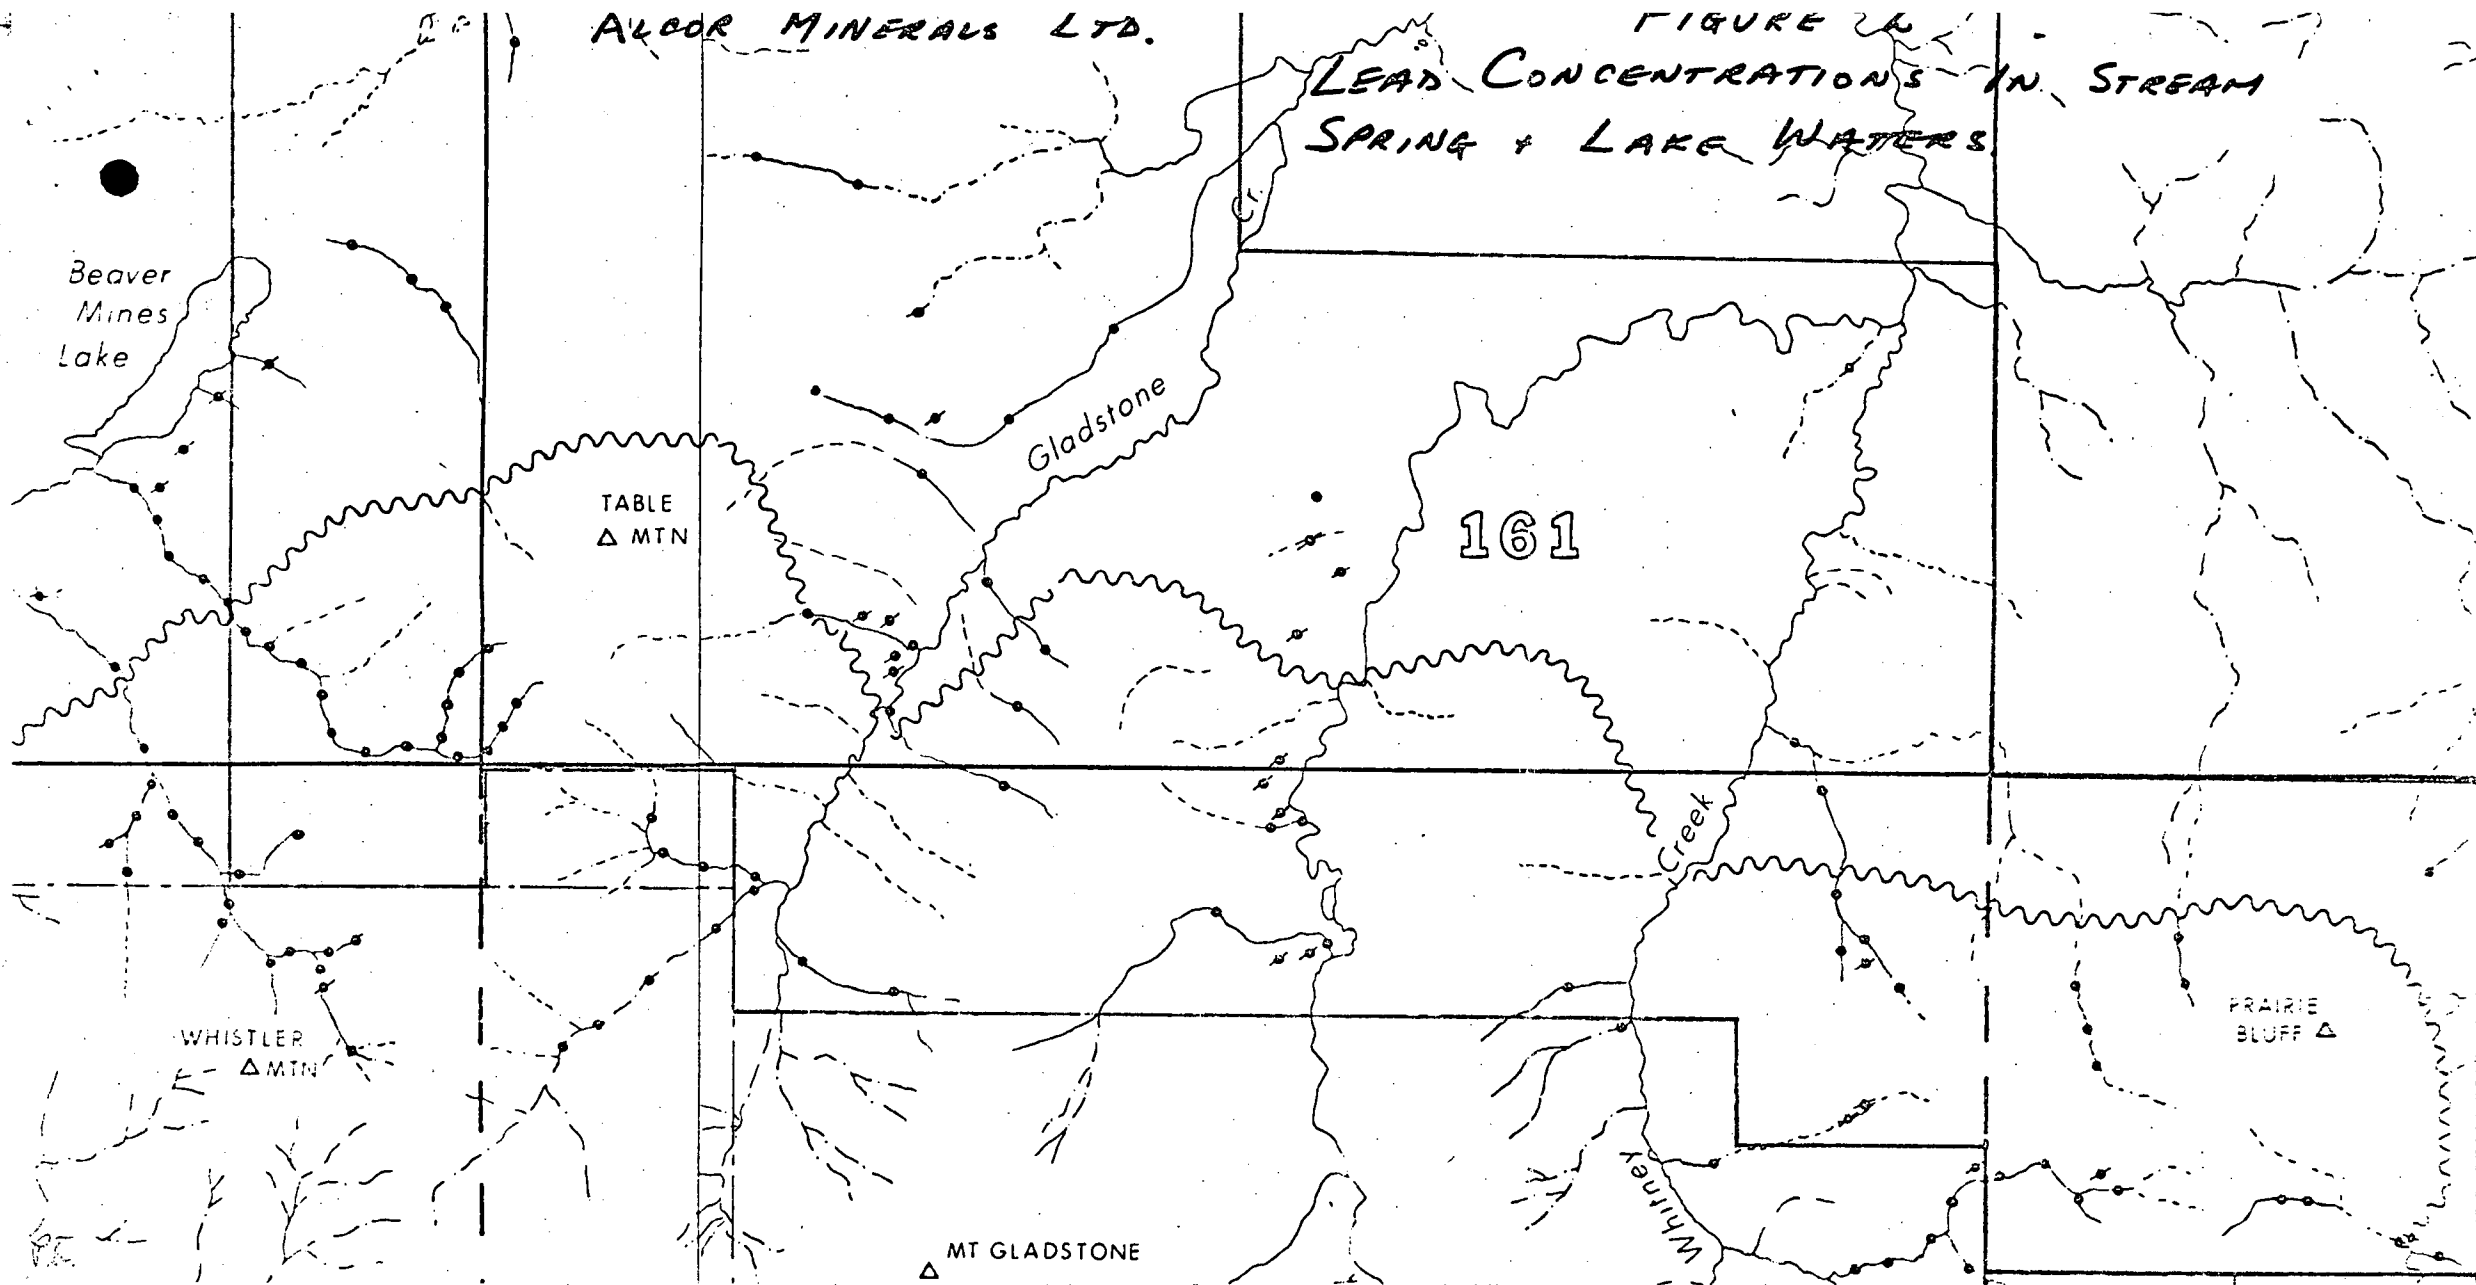 ALCOR MINERALS LTD.
FIGURE 2
LEAD CONCENTRATIONS IN STREAM
SPRING + LAKE WATERS
Beaver
Mines
Lake
Gladstone
Cr.
TABLE
△ MTN
161
Creek
PRAIRIE
BLUFF △
WHISTLER
△ MTN
Whitney
MT GLADSTONE
△